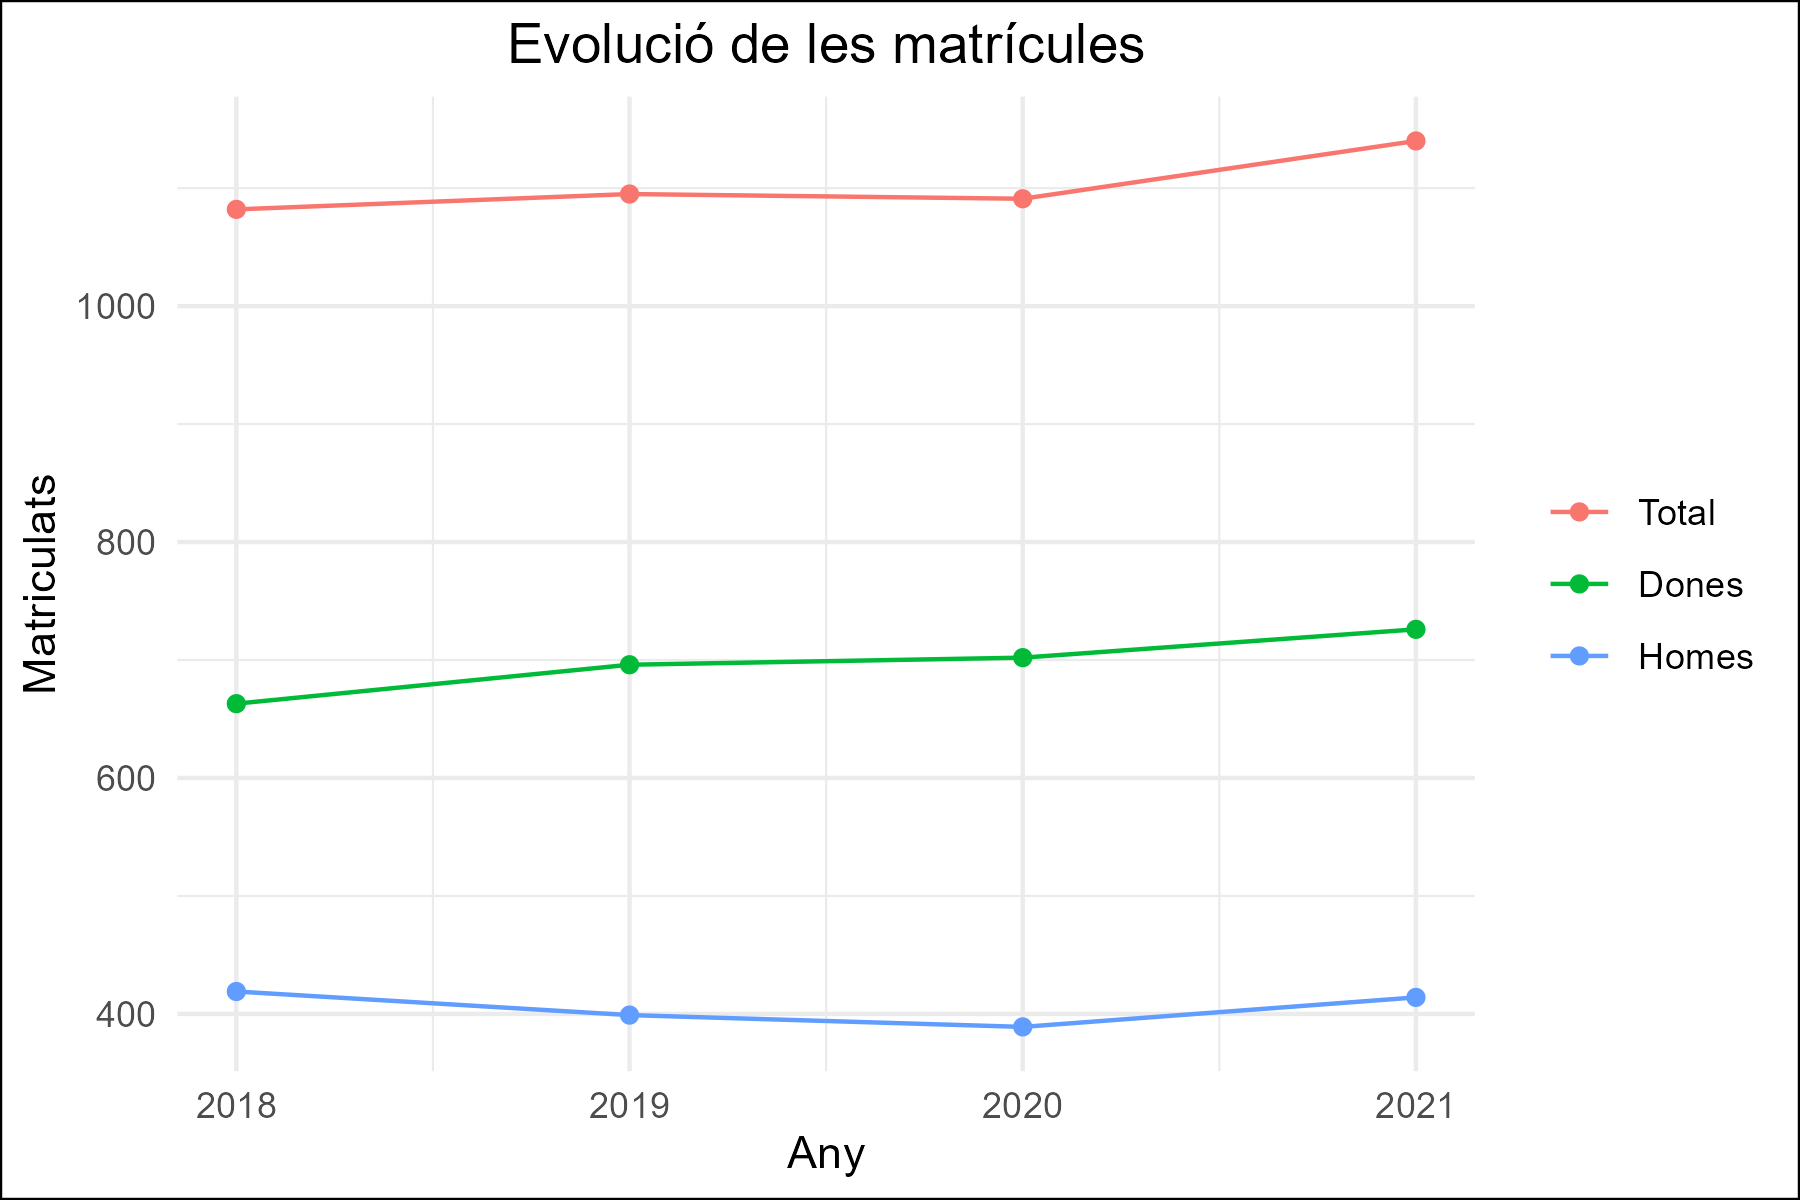 Evolució de les matrícules
Matriculats
1000
800
600
400
2018
2019
2020
2021
Any
Total
Dones
Homes